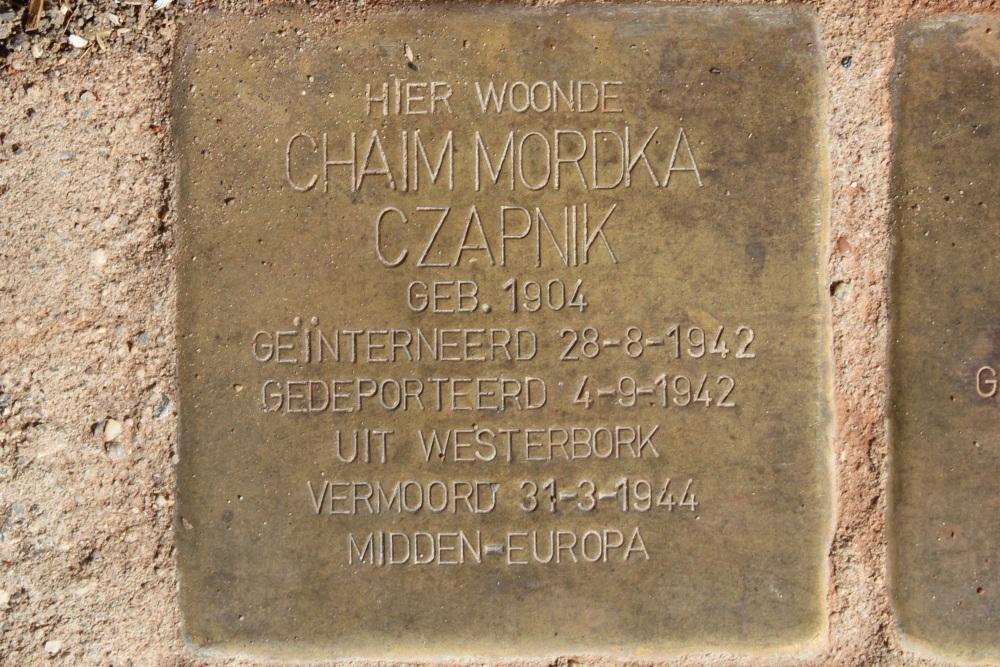 HIER WOONDE
CHAIM MORDKA
CZAPNIK
GEB. 1904
GEÏNTERNEERD 28-8-1942
GEDEPORTEERD 4-9-1942
UIT WESTERBORK
VERMOORD 31-3-1944
MIDDEN-EUROPA
G